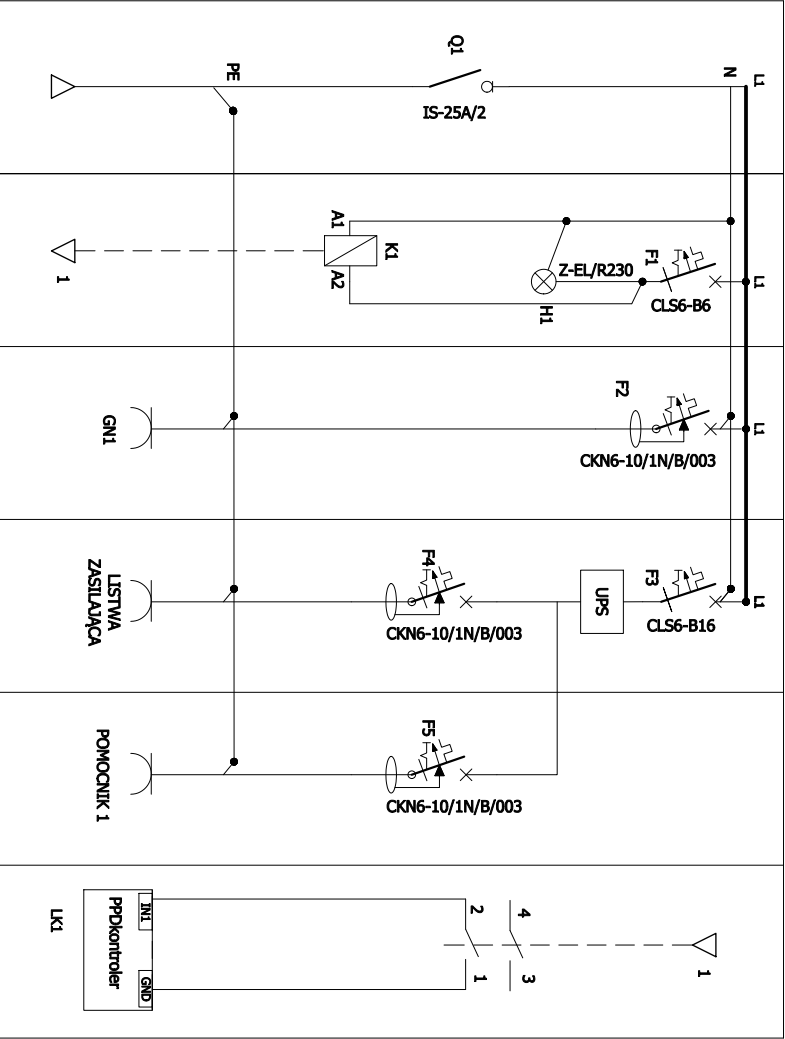 L1
N
Q1
IS-25A/2
PE
L1
F1
CLS6-B6
Z-EL/R230
H1
A1
K1
A2
1
L1
F2
CKN6-10/1N/B/003
GN1
L1
F3
CLS6-B16
UPS
F4
CKN6-10/1N/B/003
LISTWA
ZASILAJĄCA
F5
CKN6-10/1N/B/003
POMOCNIK 1
1
4
3
2
1
IN1
GND
PPDkontroler
LK1